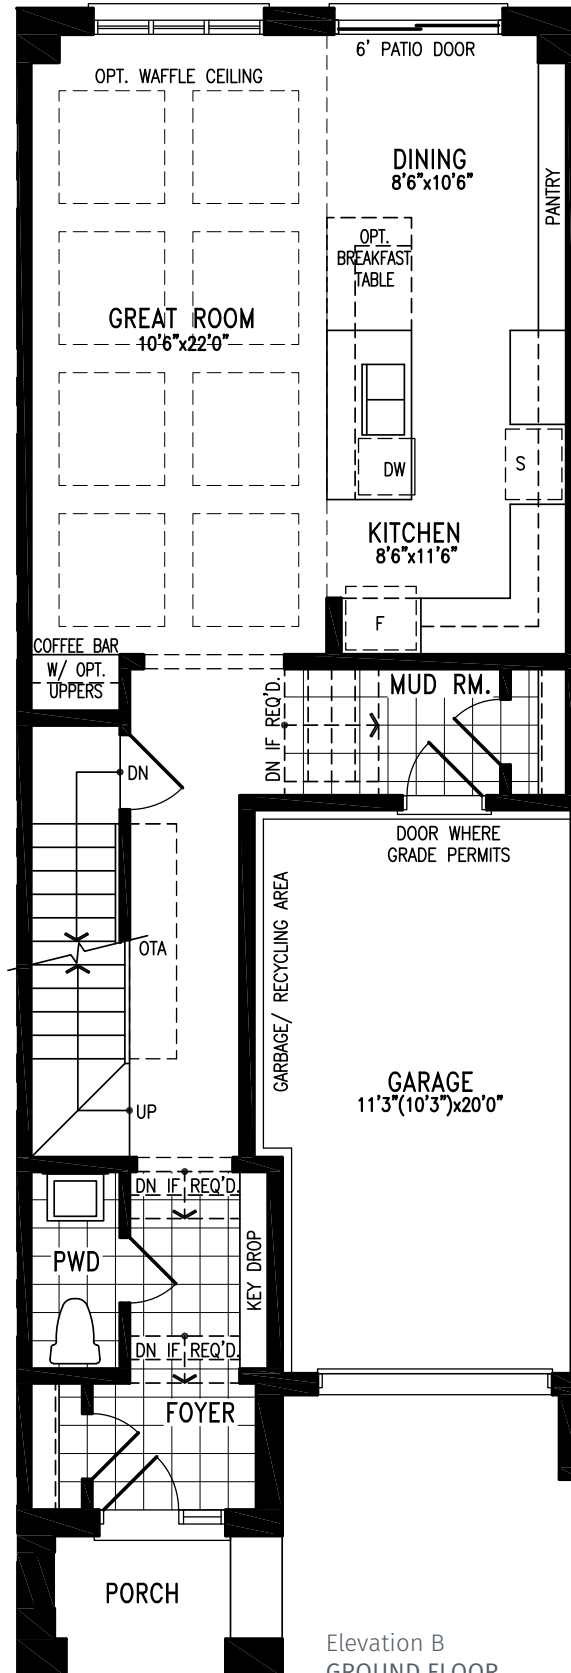 6' PATIO DOOR
OPT. WAFFLE CEILING
DINING
8'6"x10'6"
PANTRY
OPT.
BREAKFAST
TABLE
GREAT ROOM
10'6"x22'0"
DW
S
KITCHEN
8'6"x11'6"
F
COFFEE BAR
W/ OPT.
UPPERS
MUD RM.
DN IF REQ'D.
DN
DOOR WHERE
GRADE PERMITS
GARBAGE/ RECYCLING AREA
OTA
GARAGE
11'3"(10'3")x20'0"
UP
DN IF REQ'D.
PWD
KEY DROP
DN IF REQ'D.
FOYER
PORCH
Elevation B
GROUND FLOOR